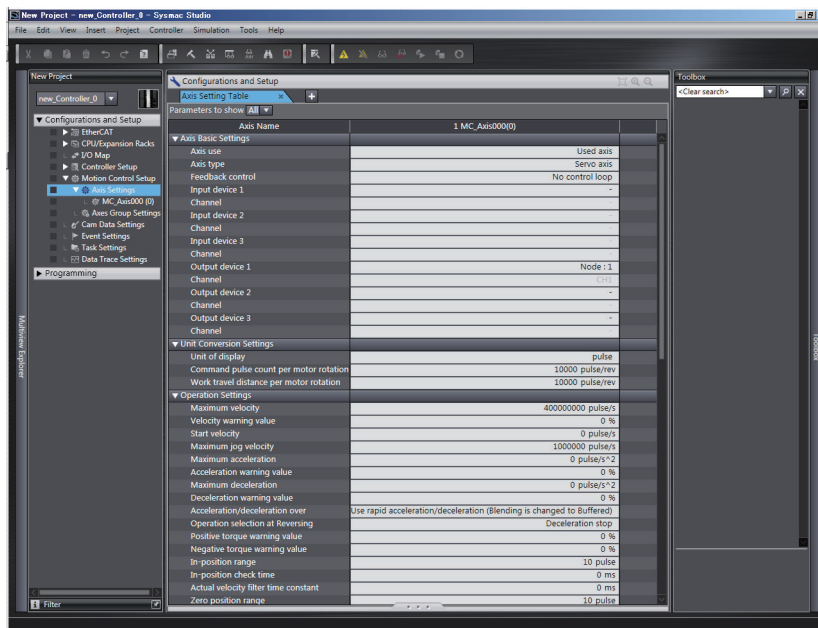 New Project - new_Controller_0 - Sysmac Studio
File Edit View Insert Project Controller Simulation Tools Help
New Project
new_Controller_0
Configurations and Setup
EtherCAT
CPU/Expansion Racks
I/O Map
Controller Setup
Motion Control Setup
Axis Settings
MC_Axis000 (0)
Axes Group Settings
Cam Data Settings
Event Settings
Task Settings
Data Trace Settings
Programming
Filter
Multiview Explorer
Configurations and Setup
Axis Setting Table
Parameters to show All
Axis Name 1 MC_Axis000(0)
Axis Basic Settings
Axis use Used axis
Axis type Servo axis
Feedback control No control loop
Input device 1 -
Channel -
Input device 2 -
Channel -
Input device 3 -
Channel -
Output device 1 Node : 1
Channel CH1
Output device 2 -
Channel -
Output device 3 -
Channel -
Unit Conversion Settings
Unit of display pulse
Command pulse count per motor rotation 10000 pulse/rev
Work travel distance per motor rotation 10000 pulse/rev
Operation Settings
Maximum velocity 400000000 pulse/s
Velocity warning value 0 %
Start velocity 0 pulse/s
Maximum jog velocity 1000000 pulse/s
Maximum acceleration 0 pulse/s^2
Acceleration warning value 0 %
Maximum deceleration 0 pulse/s^2
Deceleration warning value 0 %
Acceleration/deceleration over Use rapid acceleration/deceleration (Blending is changed to Buffered)
Operation selection at Reversing Deceleration stop
Positive torque warning value 0 %
Negative torque warning value 0 %
In-position range 10 pulse
In-position check time 0 ms
Actual velocity filter time constant 0 ms
Zero position range 10 pulse
Toolbox
<Clear search>
Toolbox